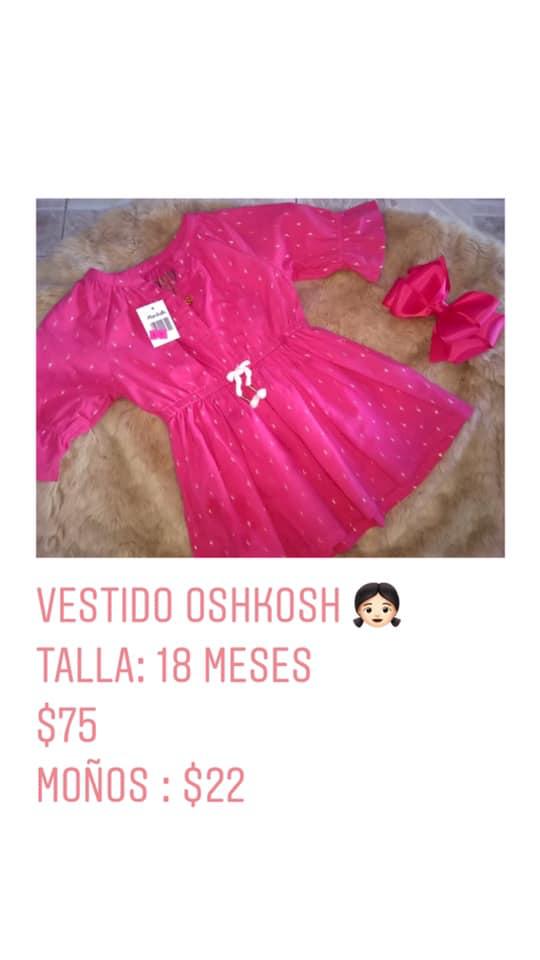 VESTIDO OSHKOSH 👧🏻
TALLA: 18 MESES
$75
MOÑOS : $22